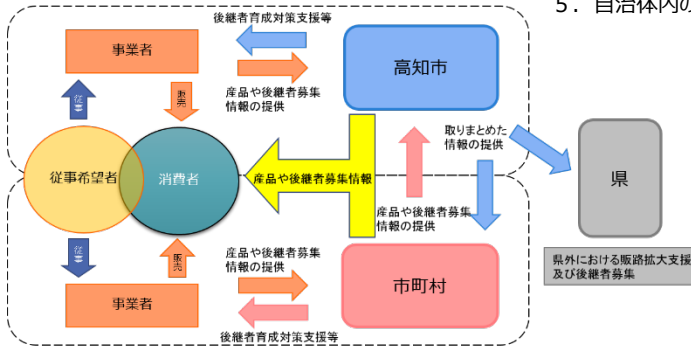 5. 自治体内の
後継者育成対策支援等
事業者
高知市
産品や後継者募集
情報の提供
従事
販売
取りまとめた
情報の提供
従事希望者
消費者
産品や後継者募集情報
県
産品や後継者募集
情報の提供
従事
販売
産品や後継者募集
情報の提供
県外における販路拡大支援
及び後継者募集
市町村
事業者
後継者育成対策支援等